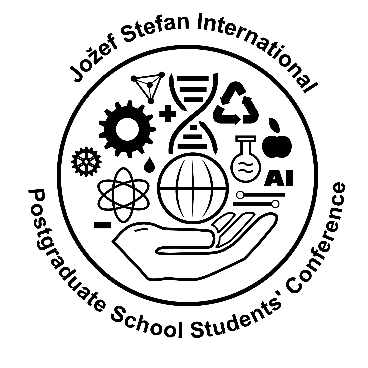 Jožef Stefan International
AI
Postgraduate School Students' Conference